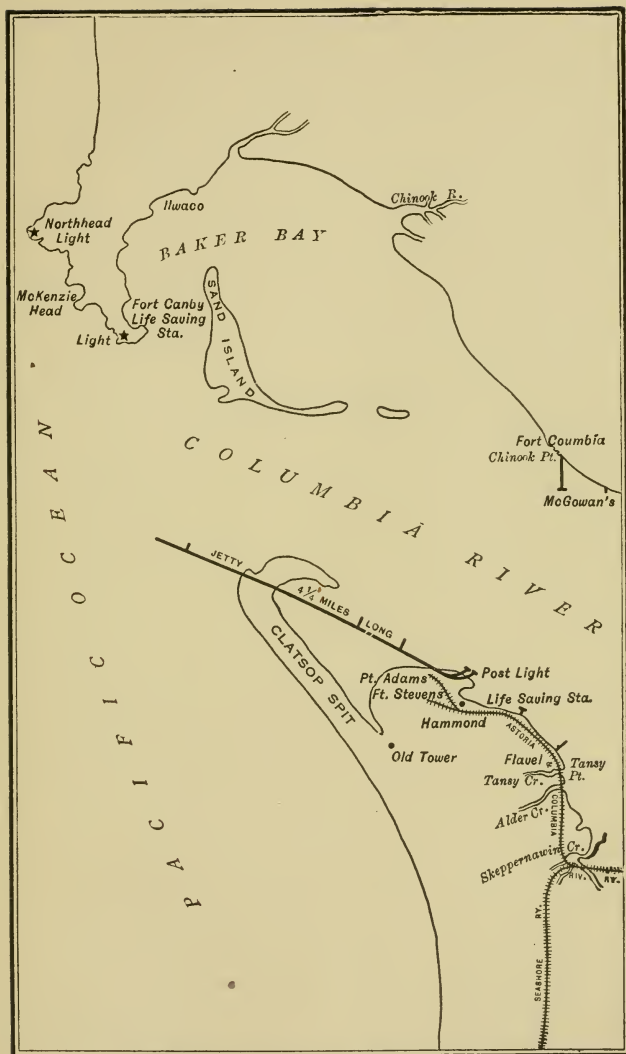 Northhead
Light
Ilwaco
Chinook R.
BAKER BAY
McKenzie
Head
Fort Canby
Life Saving
Sta.
Light
SAND ISLAND
Fort Coumbia
Chinook Pt.
McGowan's
COLUMBIA RIVER
PACIFIC OCEAN
JETTY 4¼ MILES LONG
CLATSOP SPIT
Pt. Adams
Ft. Stevens
Post Light
Life Saving Sta.
Hammond
Old Tower
ASTORIA & COLUMBIA RIV. RY.
Flavel
Tansy
Pt.
Tansy Cr.
Alder Cr.
Skeppernawin Cr.
SEASHORE RY.